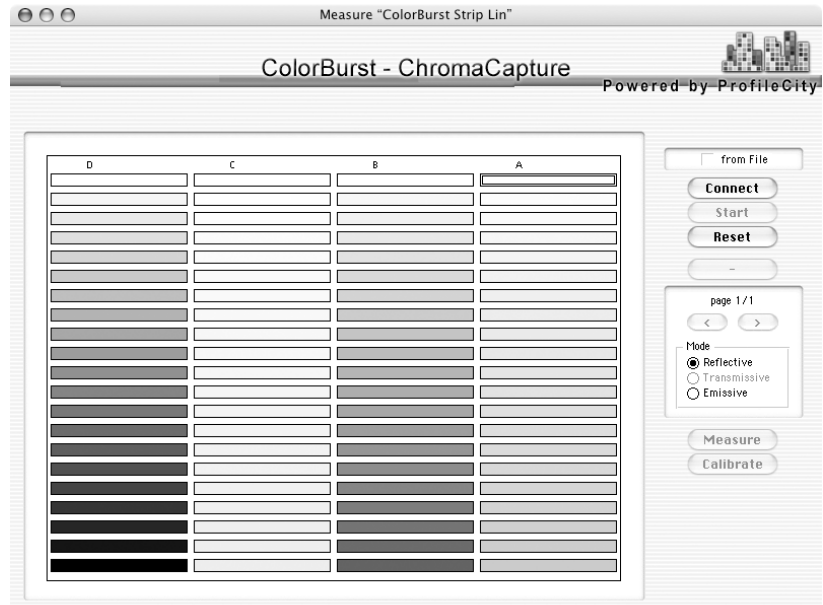 Measure “ColorBurst Strip Lin”
ColorBurst - ChromaCapture
Powered by ProfileCity
D C B A
from File
Connect
Start
Reset
-
page 1/1
< >
Mode
Reflective
Transmissive
Emissive
Measure
Calibrate